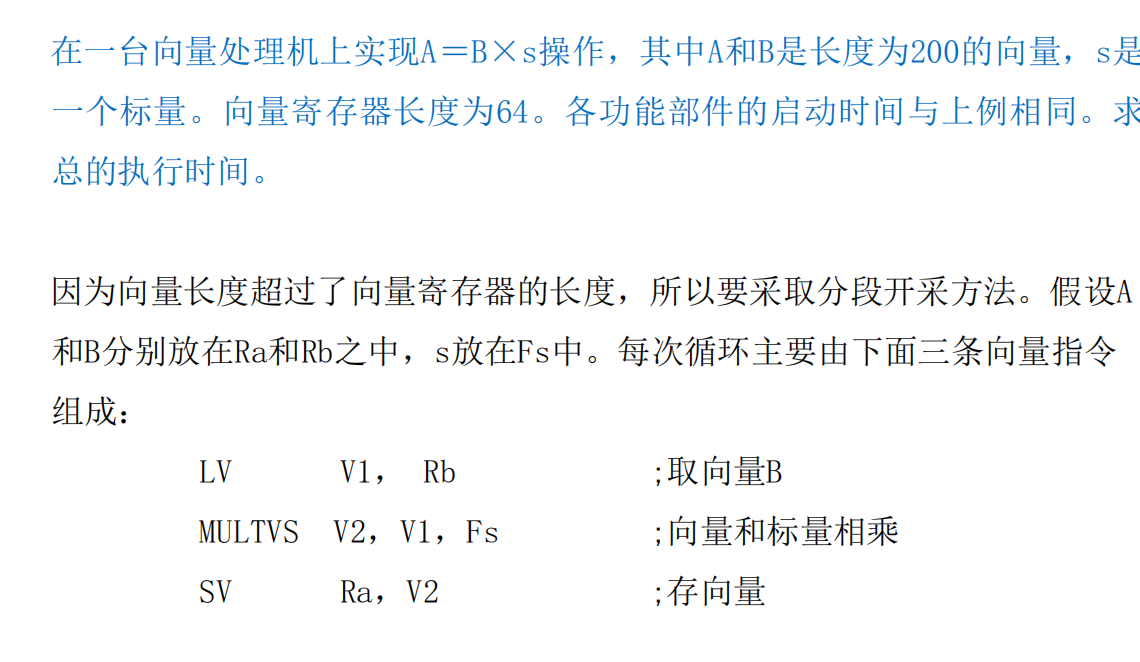 在一台向量处理机上实现A＝B×s操作，其中A和B是长度为200的向量，s是
一个标量。向量寄存器长度为64。各功能部件的启动时间与上例相同。求
总的执行时间。
因为向量长度超过了向量寄存器的长度，所以要采取分段开采方法。假设A
和B分别放在Ra和Rb之中，s放在Fs中。每次循环主要由下面三条向量指令
组成：
LV V1， Rb ;取向量B
MULTVS V2，V1，Fs ;向量和标量相乘
SV Ra，V2 ;存向量